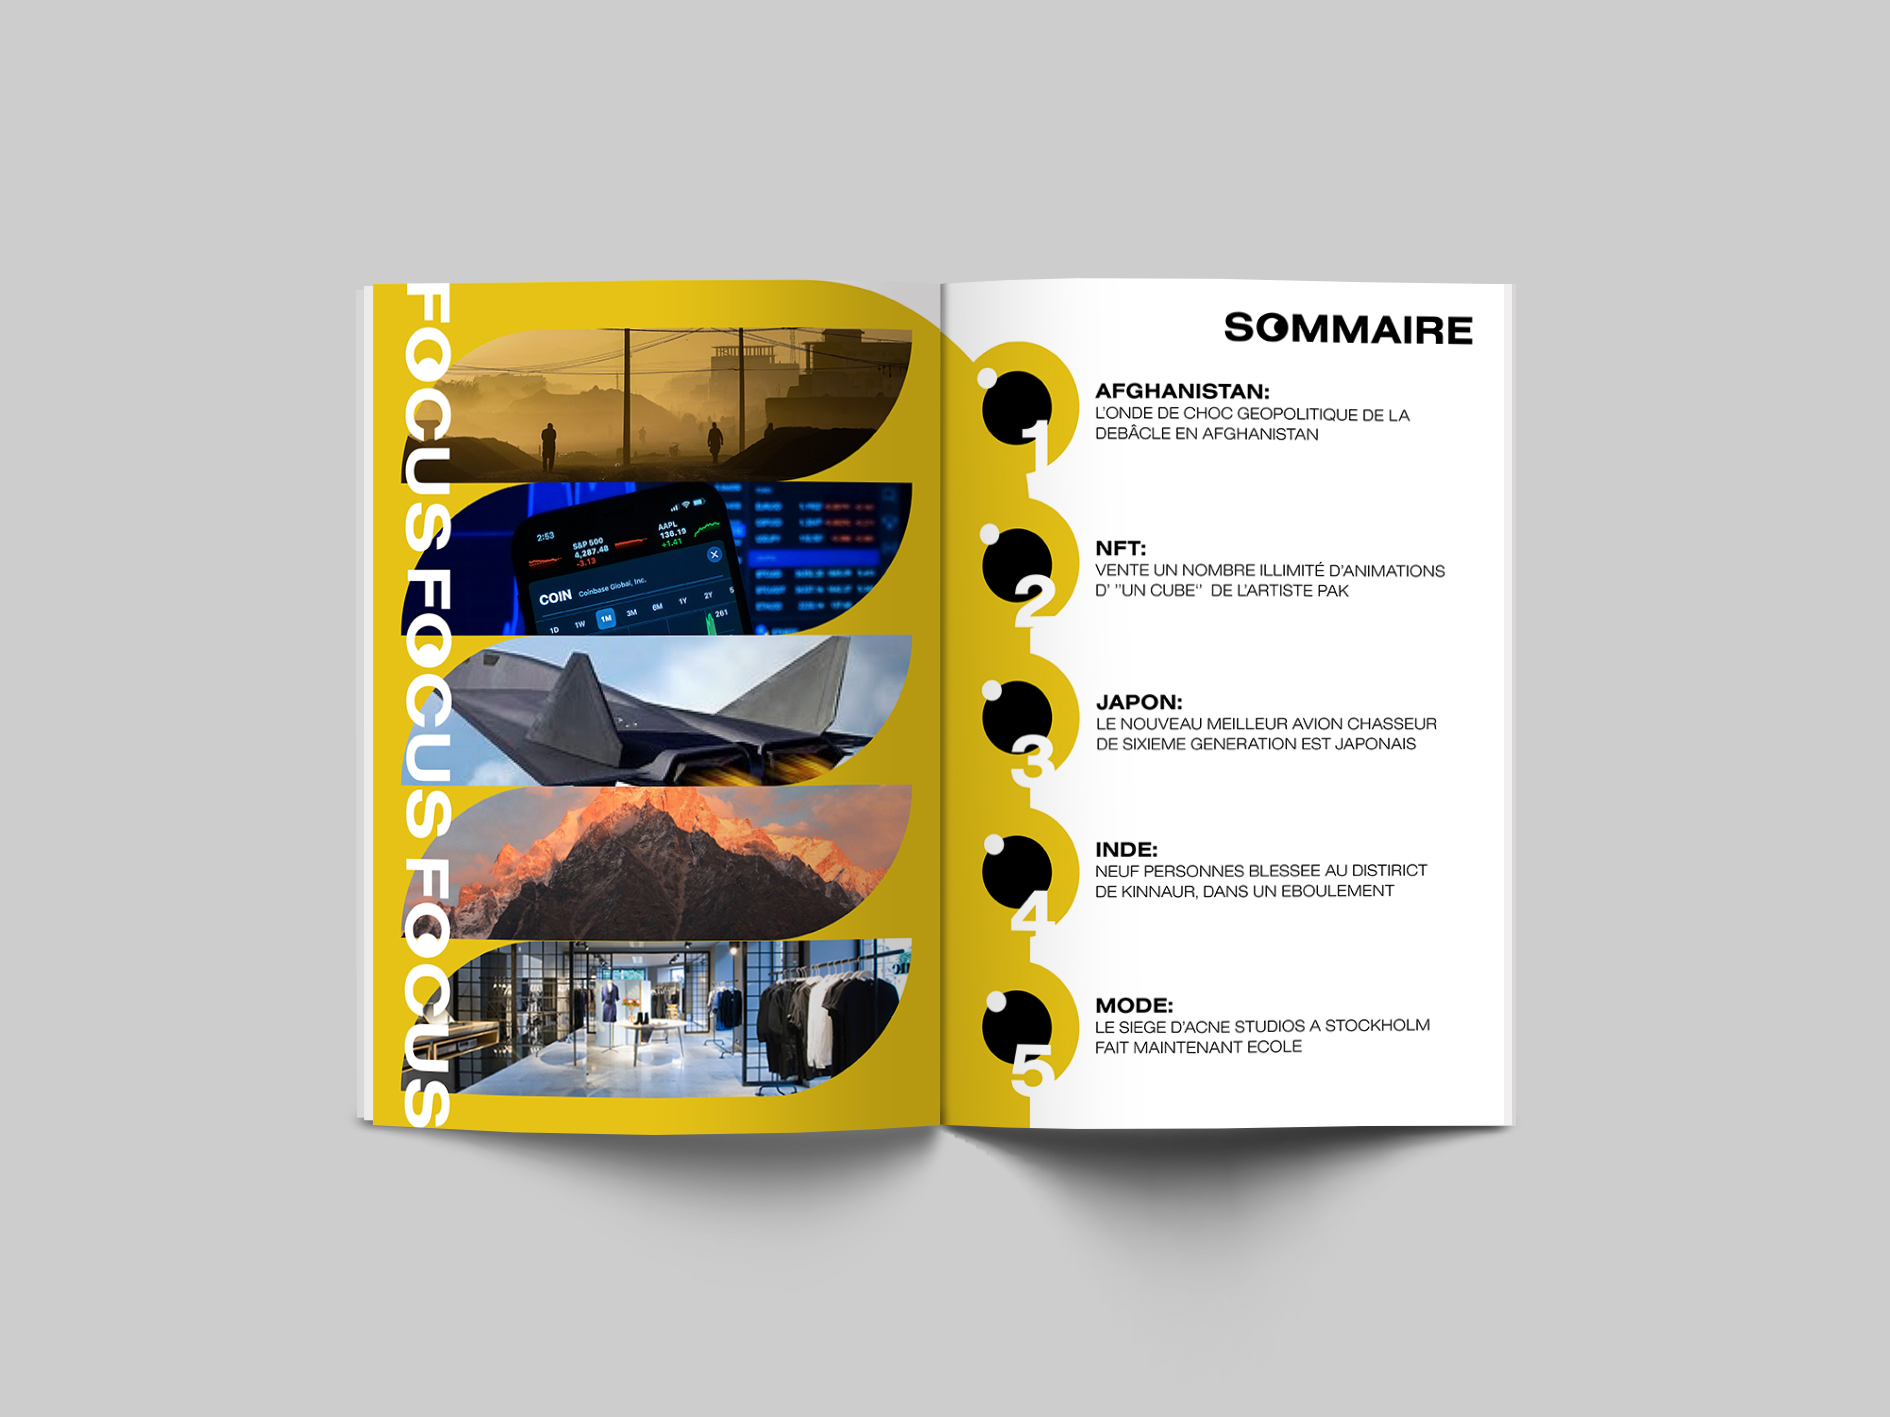 FOCUS FOCUS FOCUS
2:53
S&P 500
4,287.48
-3.13
AAPL
136.19
+1.41
COIN Coinbase Global, Inc.
1D 1W 1M 3M 6M 1Y 2Y
261
SOMMAIRE
1
AFGHANISTAN:
L'ONDE DE CHOC GEOPOLITIQUE DE LA
DEBÂCLE EN AFGHANISTAN
2
NFT:
VENTE UN NOMBRE ILLIMITÉ D'ANIMATIONS
D' ''UN CUBE'' DE L'ARTISTE PAK
3
JAPON:
LE NOUVEAU MEILLEUR AVION CHASSEUR
DE SIXIEME GENERATION EST JAPONAIS
4
INDE:
NEUF PERSONNES BLESSEE AU DISTIRICT
DE KINNAUR, DANS UN EBOULEMENT
5
MODE:
LE SIEGE D'ACNE STUDIOS A STOCKHOLM
FAIT MAINTENANT ECOLE